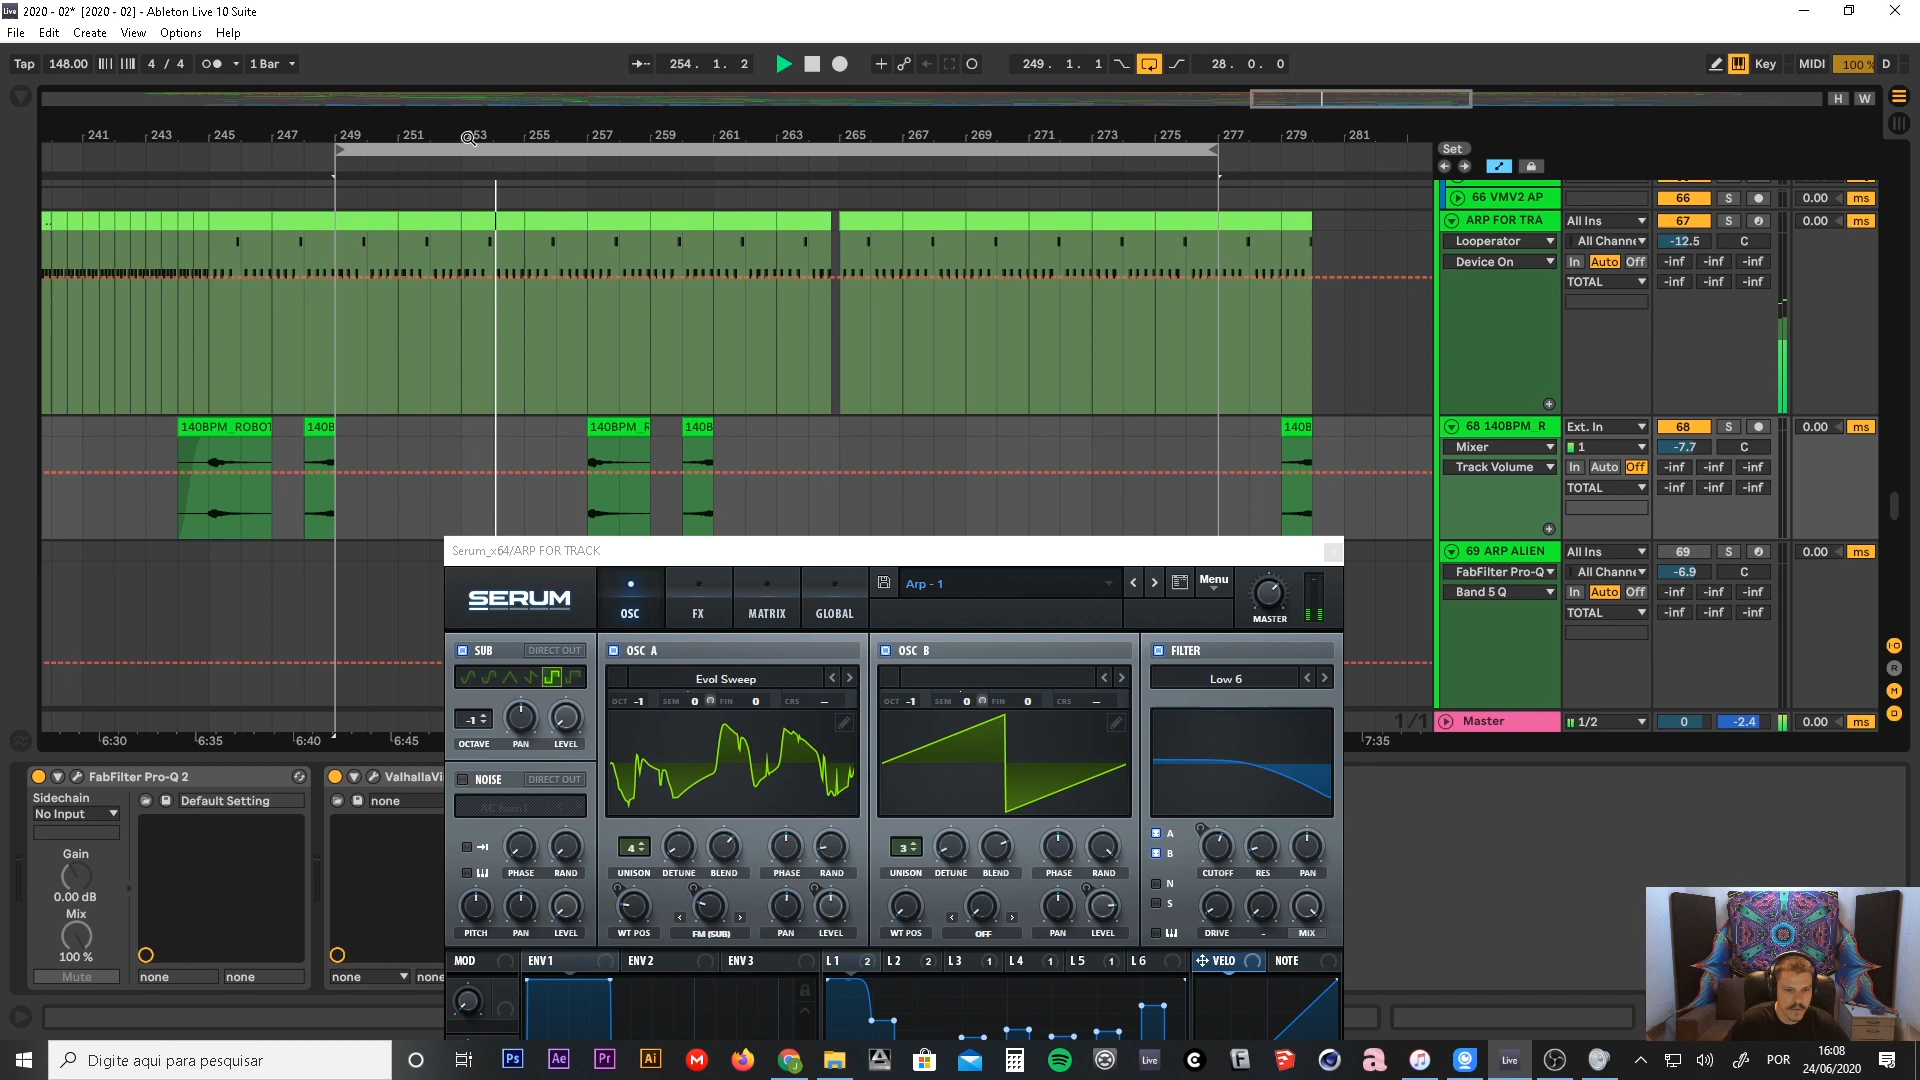 2020 - 02* [2020 - 02] - Ableton Live 10 Suite
File Edit Create View Options Help
Tap 148.00 4 / 4 1 Bar 254. 1. 2 249. 1. 1 28. 0. 0 Key MIDI 100 % D
H W
241 243 245 247 249 251 253 255 257 259 261 263 265 267 269 271 273 275 277 279 281
Set
66 VMV2 AP 66 S 0.00 ms
ARP FOR TRA All Ins 67 S 0.00 ms
Looperator All Channe -12.5 C
Device On In Auto Off -inf -inf -inf
TOTAL -inf -inf -inf
140BPM_ROBOT 140B 140BPM_R 140B 140B 68 140BPM_R Ext. In 68 S 0.00 ms
Mixer 1 -7.7 C
Track Volume In Auto Off -inf -inf -inf
TOTAL -inf -inf -inf
69 ARP ALIEN All Ins 69 S 0.00 ms
FabFilter Pro-Q All Channe -6.9 C
Band 5 Q In Auto Off -inf -inf -inf
TOTAL -inf -inf -inf
1/1 Master 1/2 0 -2.4 0.00 ms
6:30 6:35 6:40 6:45 7:35
Serum_x64/ARP FOR TRACK
SERUM OSC FX MATRIX GLOBAL Arp - 1 Menu MASTER
SUB DIRECT OUT OSC A OSC B FILTER
Evol Sweep Low 6
OCT -1 SEM 0 FIN 0 CRS -- OCT -1 SEM 0 FIN 0 CRS --
-1
OCTAVE PAN LEVEL
NOISE DIRECT OUT
AC hum1
4 3 A
B
PHASE RAND UNISON DETUNE BLEND PHASE RAND UNISON DETUNE BLEND PHASE RAND CUTOFF RES PAN
N
S
PITCH PAN LEVEL WT POS FM (SUB) PAN LEVEL WT POS OFF PAN LEVEL DRIVE - MIX
MOD ENV 1 ENV 2 ENV 3 L 1 2 L 2 2 L 3 1 L 4 1 L 5 1 L 6 VELO NOTE
FabFilter Pro-Q 2 ValhallaVi
Sidechain Default Setting none
No Input
Gain
0.00 dB
Mix
100 %
Mute none none none none
I-O
R
M
D
Digite aqui para pesquisar Ps Ae Pr Ai Live Live POR 16:08
24/06/2020